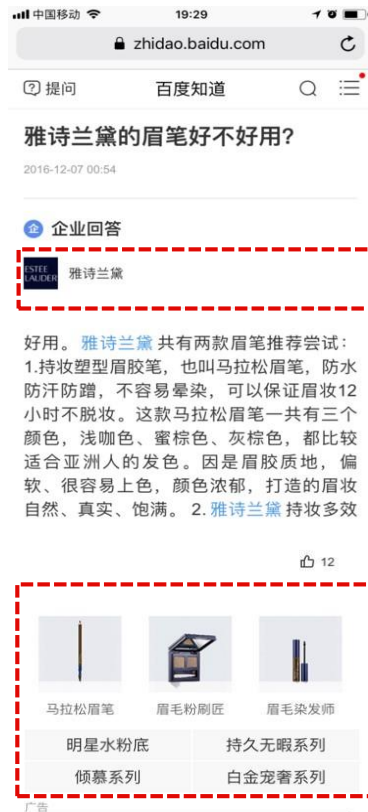 中国移动
19:29
zhidao.baidu.com
提问
百度知道
雅诗兰黛的眉笔好不好用?
2016-12-07 00:54
企 企业回答
ESTEE
LAUDER
雅诗兰黛
好用。雅诗兰黛 共有两款眉笔推荐尝试：
1.持妆塑型眉胶笔，也叫马拉松眉笔，防水
防汗防蹭，不容易晕染，可以保证眉妆12
小时不脱妆。这款马拉松眉笔一共有三个
颜色，浅咖色、蜜棕色、灰棕色，都比较
适合亚洲人的发色。因是眉胶质地，偏
软、很容易上色，颜色浓郁，打造的眉妆
自然、真实、饱满。2.雅诗兰黛 持妆多效
12
马拉松眉笔 眉毛粉刷匠 眉毛染发师
明星水粉底 持久无暇系列
倾慕系列 白金宠奢系列
广告